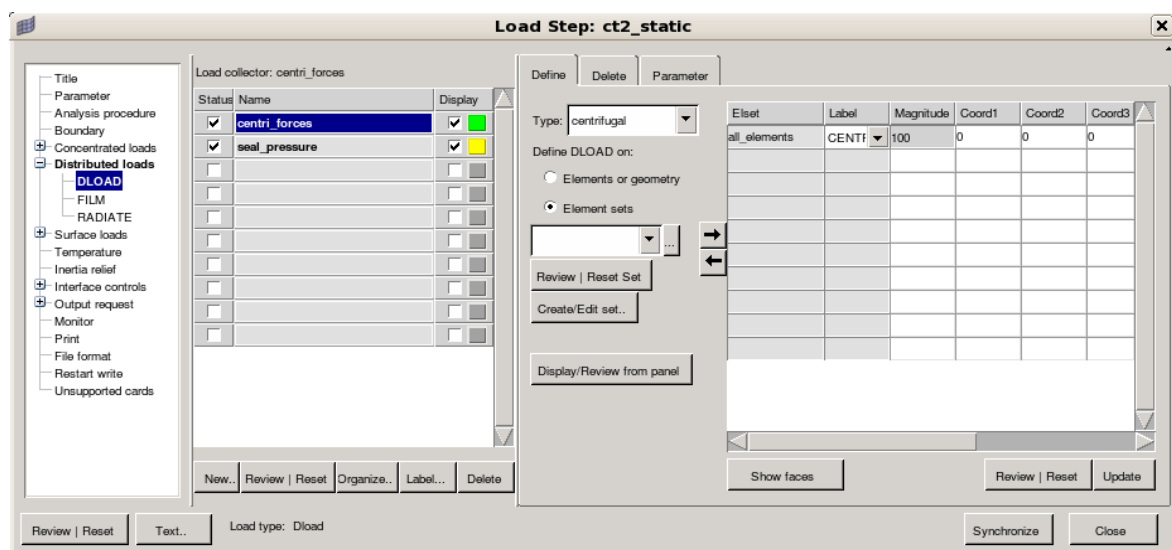 Load Step: ct2_static
Title
Parameter
Analysis procedure
Boundary
Concentrated loads
Distributed loads
DLOAD
FILM
RADIATE
Surface loads
Temperature
Inertia relief
Interface controls
Output request
Monitor
Print
File format
Restart write
Unsupported cards
Load collector: centri_forces
Status Name Display
centri_forces
seal_pressure
New.. Review | Reset Organize.. Label... Delete
Define Delete Parameter
Type: centrifugal
Define DLOAD on:
Elements or geometry
Element sets
...
Review | Reset Set
Create/Edit set..
Display/Review from panel
Elset Label Magnitude Coord1 Coord2 Coord3
all_elements CENTF 100 0 0 0
Show faces Review | Reset Update
Review | Reset Text.. Load type: Dload Synchronize Close